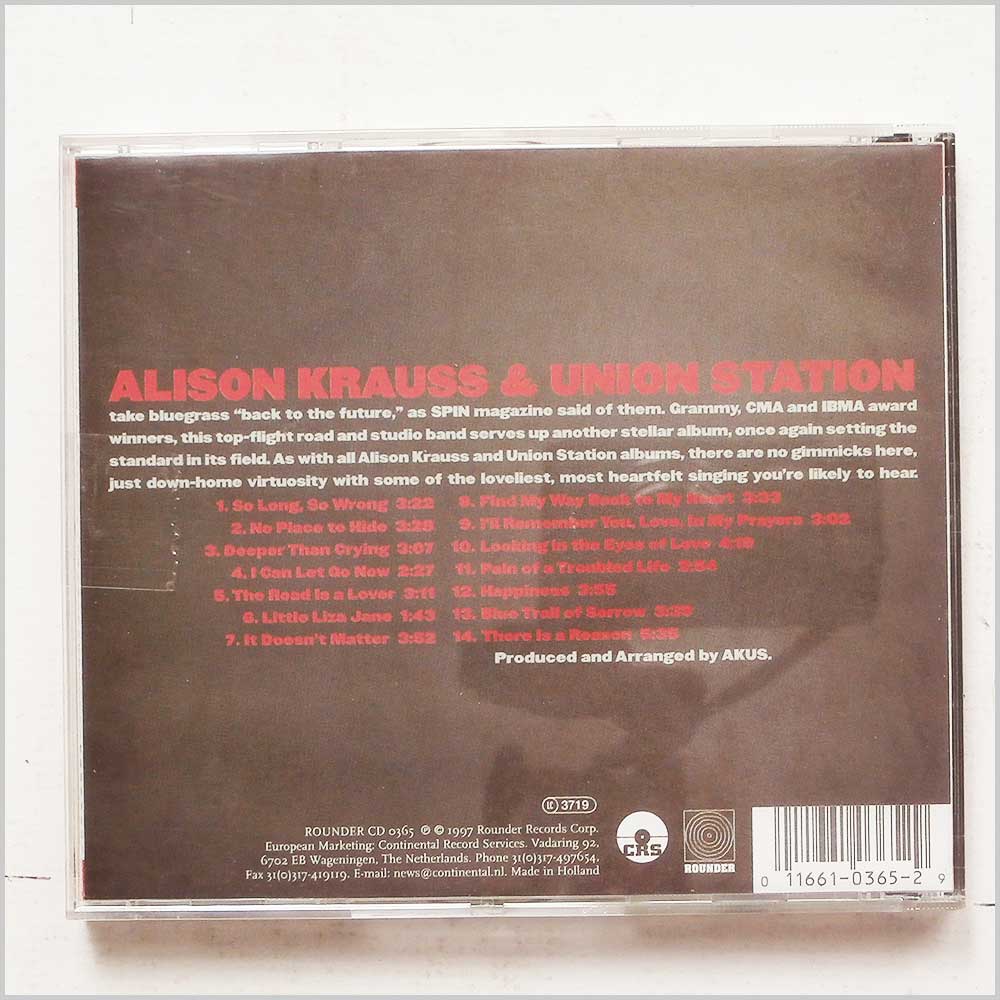 ALISON KRAUSS & UNION STATION
take bluegrass “back to the future,” as SPIN magazine said of them. Grammy, CMA and IBMA award
winners, this top-flight road and studio band serves up another stellar album, once again setting the
standard in its field. As with all Alison Krauss and Union Station albums, there are no gimmicks here,
just down-home virtuosity with some of the loveliest, most heartfelt singing you’re likely to hear.
1. So Long, So Wrong 3:22
2. No Place to Hide 3:28
3. Deeper Than Crying 3:07
4. I Can Let Go Now 2:27
5. The Road is a Lover 3:11
6. Little Liza Jane 1:43
7. It Doesn’t Matter 3:52
8. Find My Way Back to My Heart 3:33
9. I’ll Remember You, Love, In My Prayers 3:02
10. Looking in the Eyes of Love 4:19
11. Pain of a Troubled Life 2:54
12. Happiness 3:55
13. Blue Trail of Sorrow 3:39
14. There Is a Reason 5:35
Produced and Arranged by AKUS.
LC 3719
ROUNDER CD 0365 ℗ © 1997 Rounder Records Corp.
European Marketing: Continental Record Services. Vadaring 92,
6702 EB Wageningen, The Netherlands. Phone 31(0)317-497654,
Fax 31(0)317-419119. E-mail: news@continental.nl. Made in Holland
CRS
ROUNDER
0 11661-0365-2 9